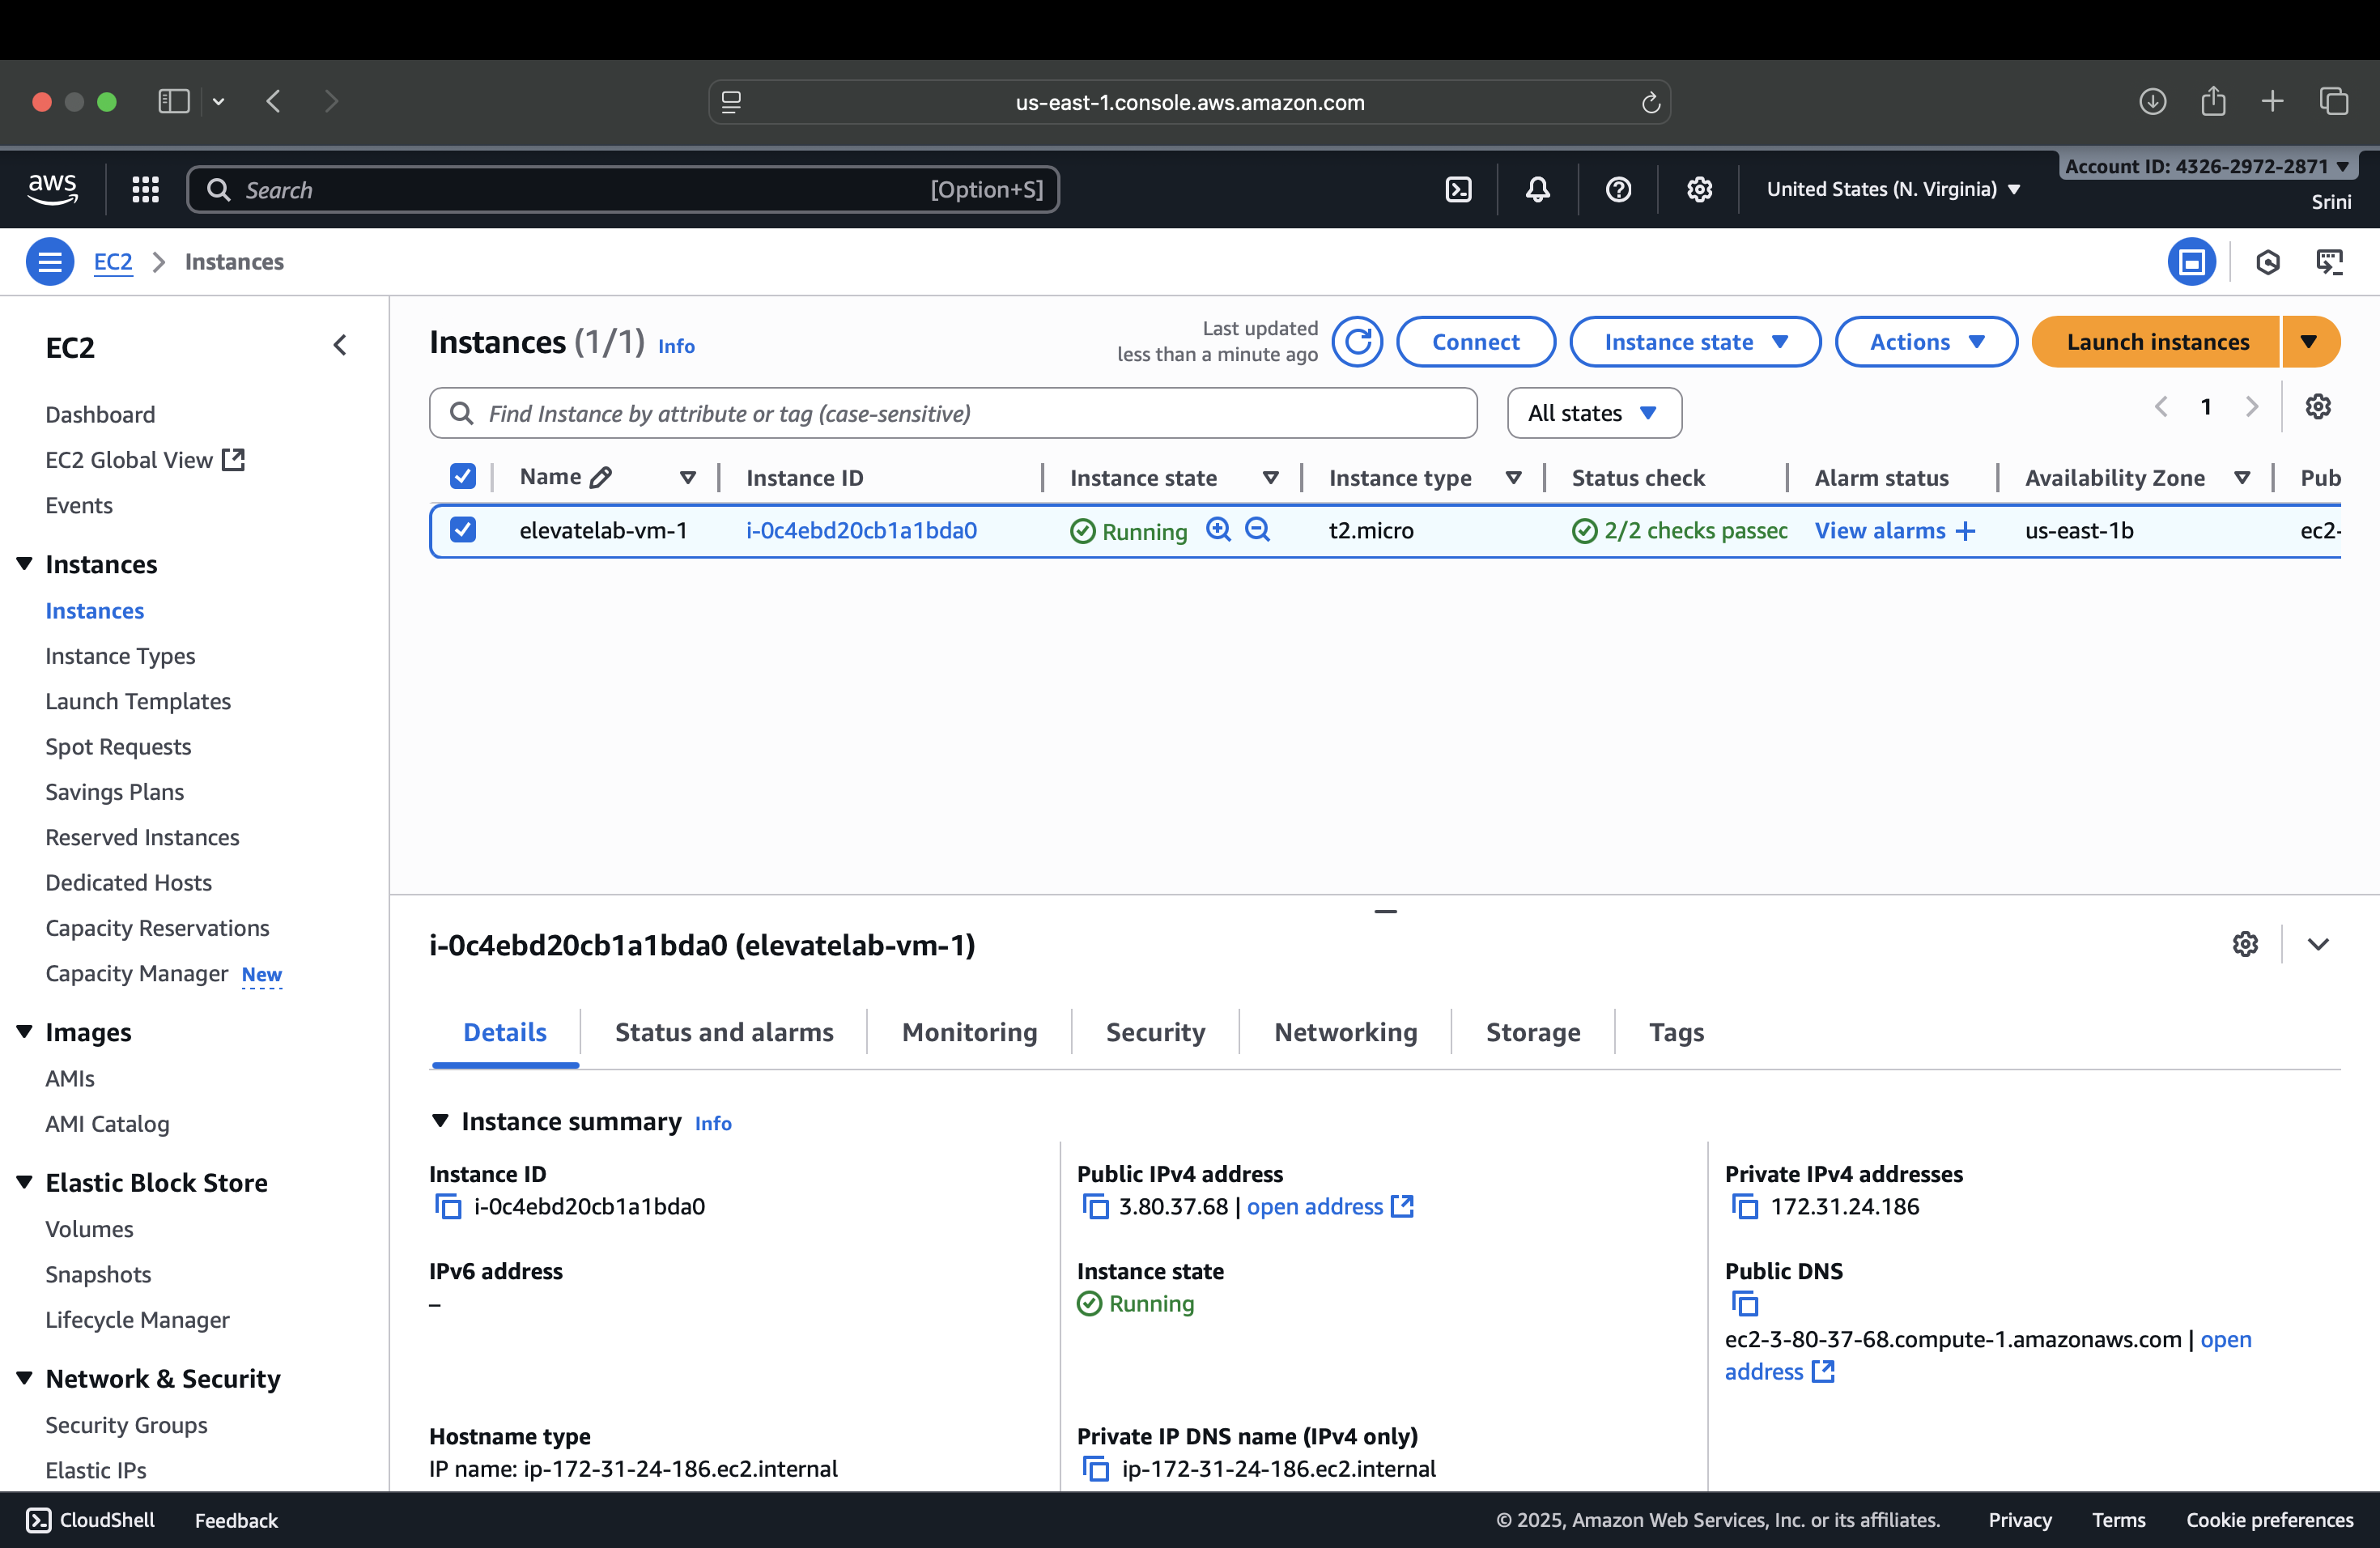 us-east-1.console.aws.amazon.com
aws
Search
[Option+S]
United States (N. Virginia)
Account ID: 4326-2972-2871
Srini
EC2
Instances
EC2
Dashboard
EC2 Global View
Events
Instances
Instances
Instance Types
Launch Templates
Spot Requests
Savings Plans
Reserved Instances
Dedicated Hosts
Capacity Reservations
Capacity Manager New
Images
AMIs
AMI Catalog
Elastic Block Store
Volumes
Snapshots
Lifecycle Manager
Network & Security
Security Groups
Elastic IPs
Instances (1/1) Info
Last updated
less than a minute ago
Connect
Instance state
Actions
Launch instances
Find Instance by attribute or tag (case-sensitive)
All states
1
Name
Instance ID
Instance state
Instance type
Status check
Alarm status
Availability Zone
Pub
elevatelab-vm-1
i-0c4ebd20cb1a1bda0
Running
t2.micro
2/2 checks passec
View alarms +
us-east-1b
ec2-
i-0c4ebd20cb1a1bda0 (elevatelab-vm-1)
Details
Status and alarms
Monitoring
Security
Networking
Storage
Tags
Instance summary Info
Instance ID
i-0c4ebd20cb1a1bda0
Public IPv4 address
3.80.37.68 | open address
Private IPv4 addresses
172.31.24.186
IPv6 address
–
Instance state
Running
Public DNS
ec2-3-80-37-68.compute-1.amazonaws.com | open
address
Hostname type
IP name: ip-172-31-24-186.ec2.internal
Private IP DNS name (IPv4 only)
ip-172-31-24-186.ec2.internal
CloudShell
Feedback
© 2025, Amazon Web Services, Inc. or its affiliates.
Privacy
Terms
Cookie preferences